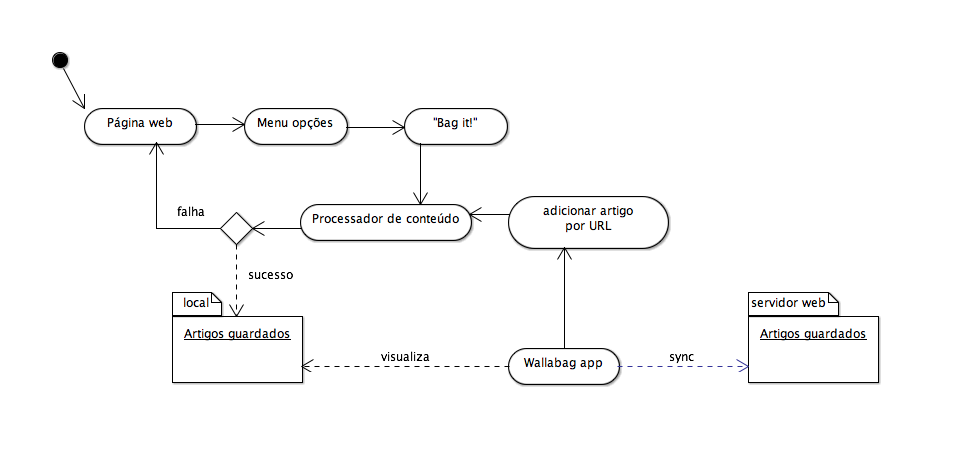 Página web
Menu opções
"Bag it!"
falha
Processador de conteúdo
adicionar artigo
por URL
sucesso
local
Artigos guardados
servidor web
Artigos guardados
visualiza
Wallabag app
sync